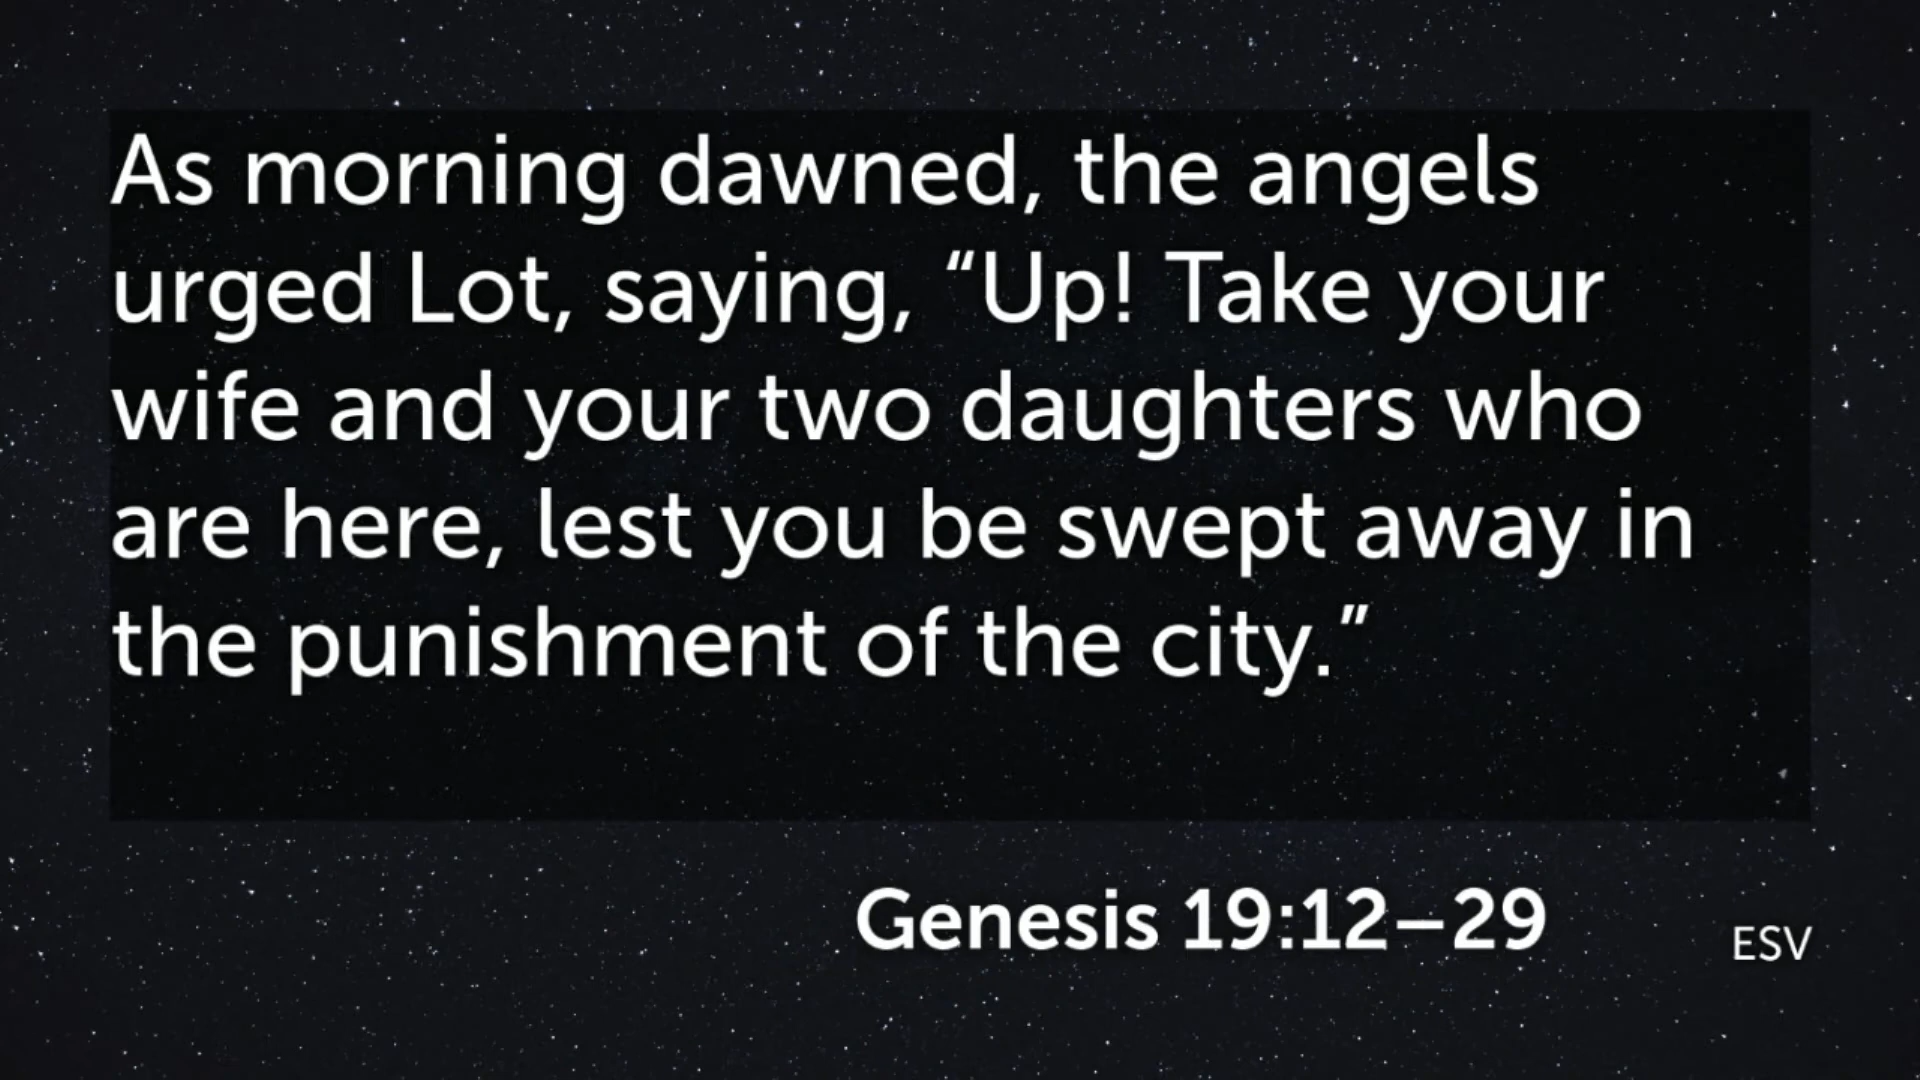 As morning dawned, the angels
urged Lot, saying, “Up! Take your
wife and your two daughters who
are here, lest you be swept away in
the punishment of the city.”
Genesis 19:12–29
ESV